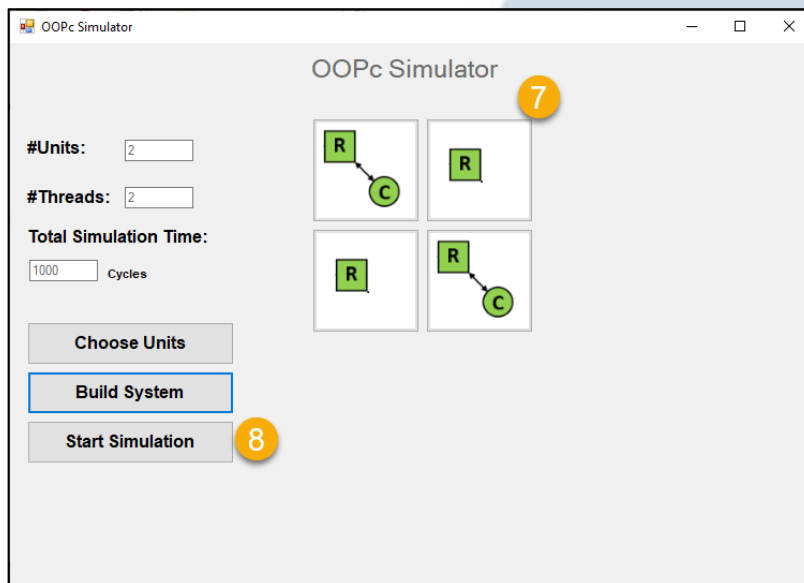 OOPc Simulator
OOPc Simulator
7
#Units: 2
#Threads: 2
Total Simulation Time:
1000 Cycles
R
C
R
R
R
C
Choose Units
Build System
Start Simulation 8